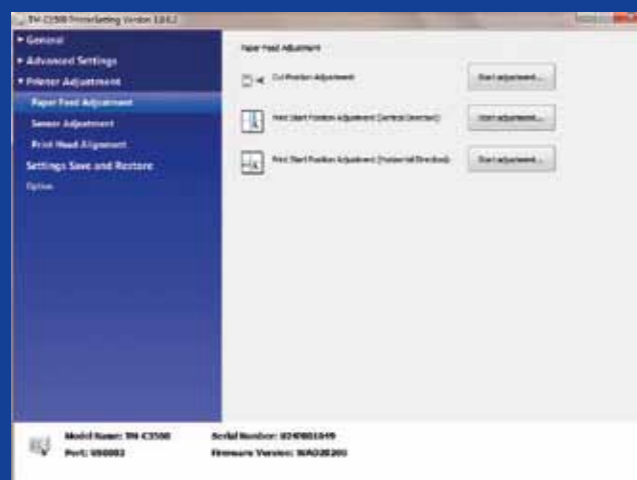 TM-C3500 PrinterSetting Version
General
Advanced Settings
Printer Adjustment
Paper Feed Adjustment
Sensor Adjustment
Print Head Alignment
Settings Save and Restore
Option
Paper Feed Adjustment
Cut Position Adjustment
Start adjustment...
Print Start Position Adjustment (Vertical Direction)
Start adjustment...
Print Start Position Adjustment (Horizontal Direction)
Start adjustment...
Model Name: TM-C3500
Serial Number:
Port:
Firmware Version: